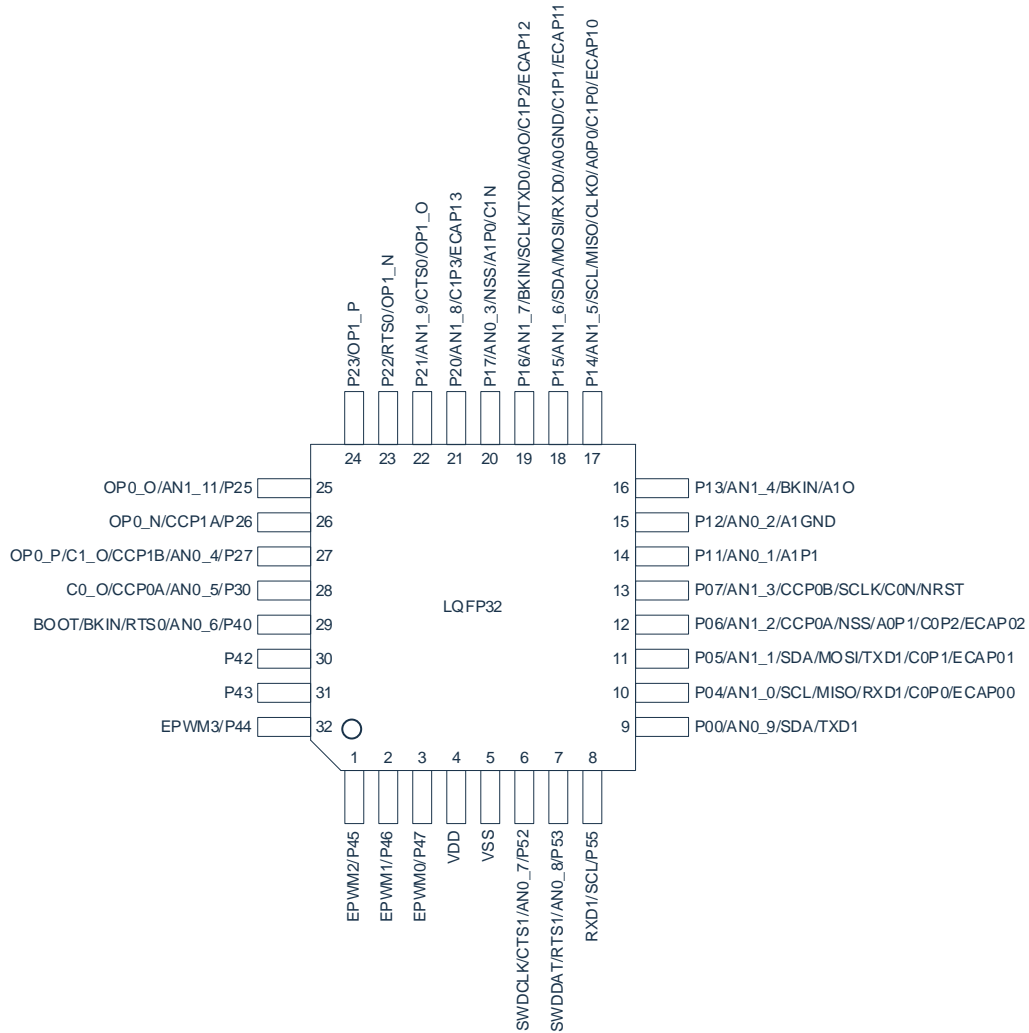 P23/OP1_P
P22/RTS0/OP1_N
P21/AN1_9/CTS0/OP1_O
P20/AN1_8/C1P3/ECAP13
P17/AN0_3/NSS/A1P0/C1N
P16/AN1_7/BKIN/SCLK/TXD0/A0O/C1P2/ECAP12
P15/AN1_6/SDA/MOSI/RXD0/A0GND/C1P1/ECAP11
P14/AN1_5/SCL/MISO/CLKO/A0P0/C1P0/ECAP10
24 23 22 21 20 19 18 17
OP0_O/AN1_11/P25 25
16 P13/AN1_4/BKIN/A1O
OP0_N/CCP1A/P26 26
15 P12/AN0_2/A1GND
OP0_P/C1_O/CCP1B/AN0_4/P27 27
14 P11/AN0_1/A1P1
C0_O/CCP0A/AN0_5/P30 28
13 P07/AN1_3/CCP0B/SCLK/C0N/NRST
LQFP32
BOOT/BKIN/RTS0/AN0_6/P40 29
12 P06/AN1_2/CCP0A/NSS/A0P1/C0P2/ECAP02
P42 30
11 P05/AN1_1/SDA/MOSI/TXD1/C0P1/ECAP01
P43 31
10 P04/AN1_0/SCL/MISO/RXD1/C0P0/ECAP00
EPWM3/P44 32
9 P00/AN0_9/SDA/TXD1
1 2 3 4 5 6 7 8
EPWM2/P45
EPWM1/P46
EPWM0/P47
VDD
VSS
SWDCLK/CTS1/AN0_7/P52
SWDDAT/RTS1/AN0_8/P53
RXD1/SCL/P55